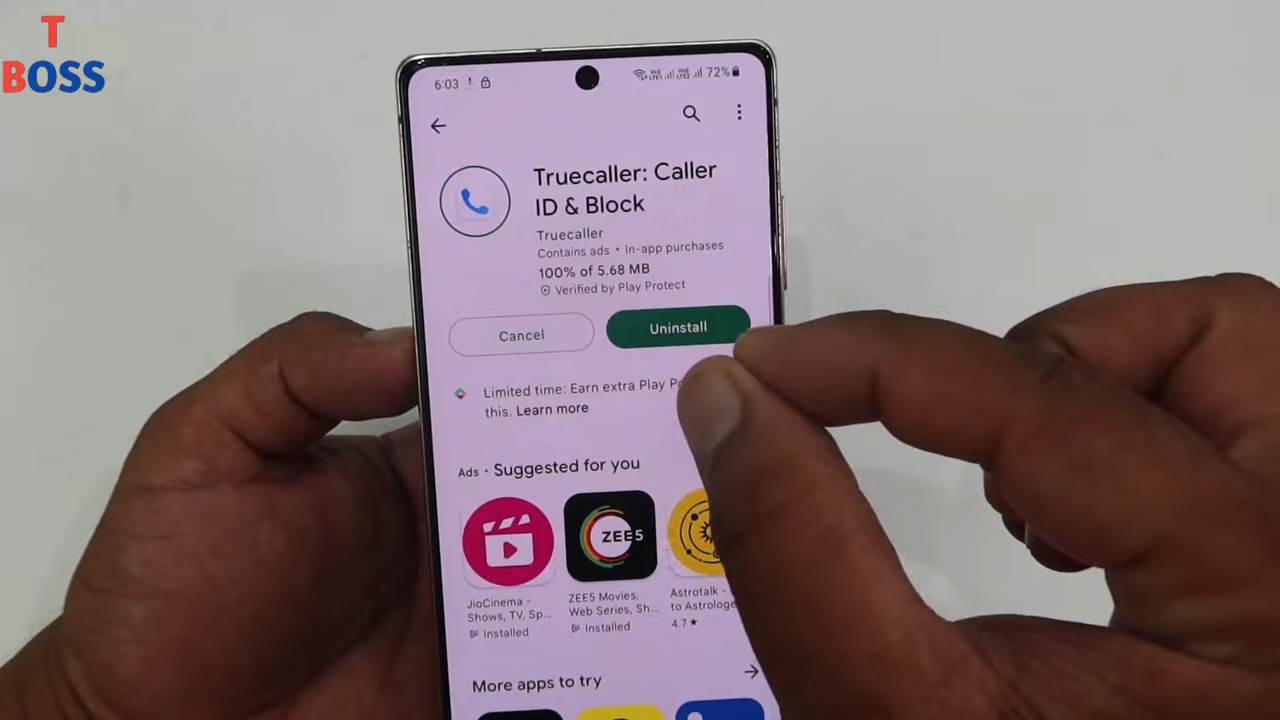 T
BOSS
6:03
72%
Truecaller: Caller
ID & Block
Truecaller
Contains ads • In-app purchases
100% of 5.68 MB
Verified by Play Protect
Cancel
Uninstall
Limited time: Earn extra Play
this. Learn more
Ads • Suggested for you
ZEE5
JioCinema -
Shows, TV, Sp...
Installed
ZEE5 Movies,
Web Series, Sh...
Installed
Astrotalk -
to Astrologe
4.7★
More apps to try